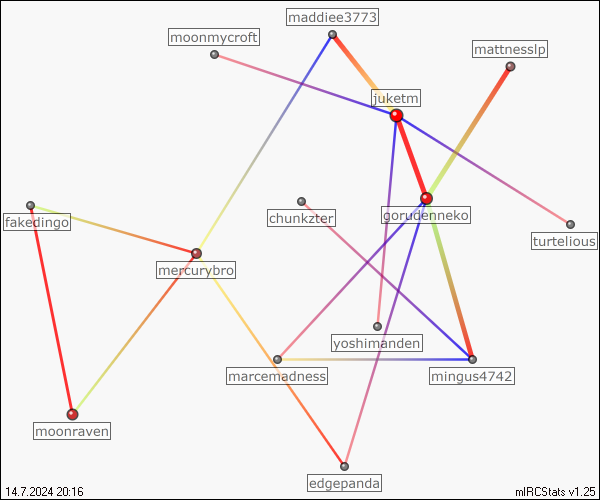 maddiee3773
moonmycroft
mattnesslp
juketm
fakedingo
chunkzter
gorudenneko
turtelious
mercurybro
yoshimanden
marcemadness
mingus4742
moonraven
edgepanda
14.7.2024 20:16
mIRCStats v1.25